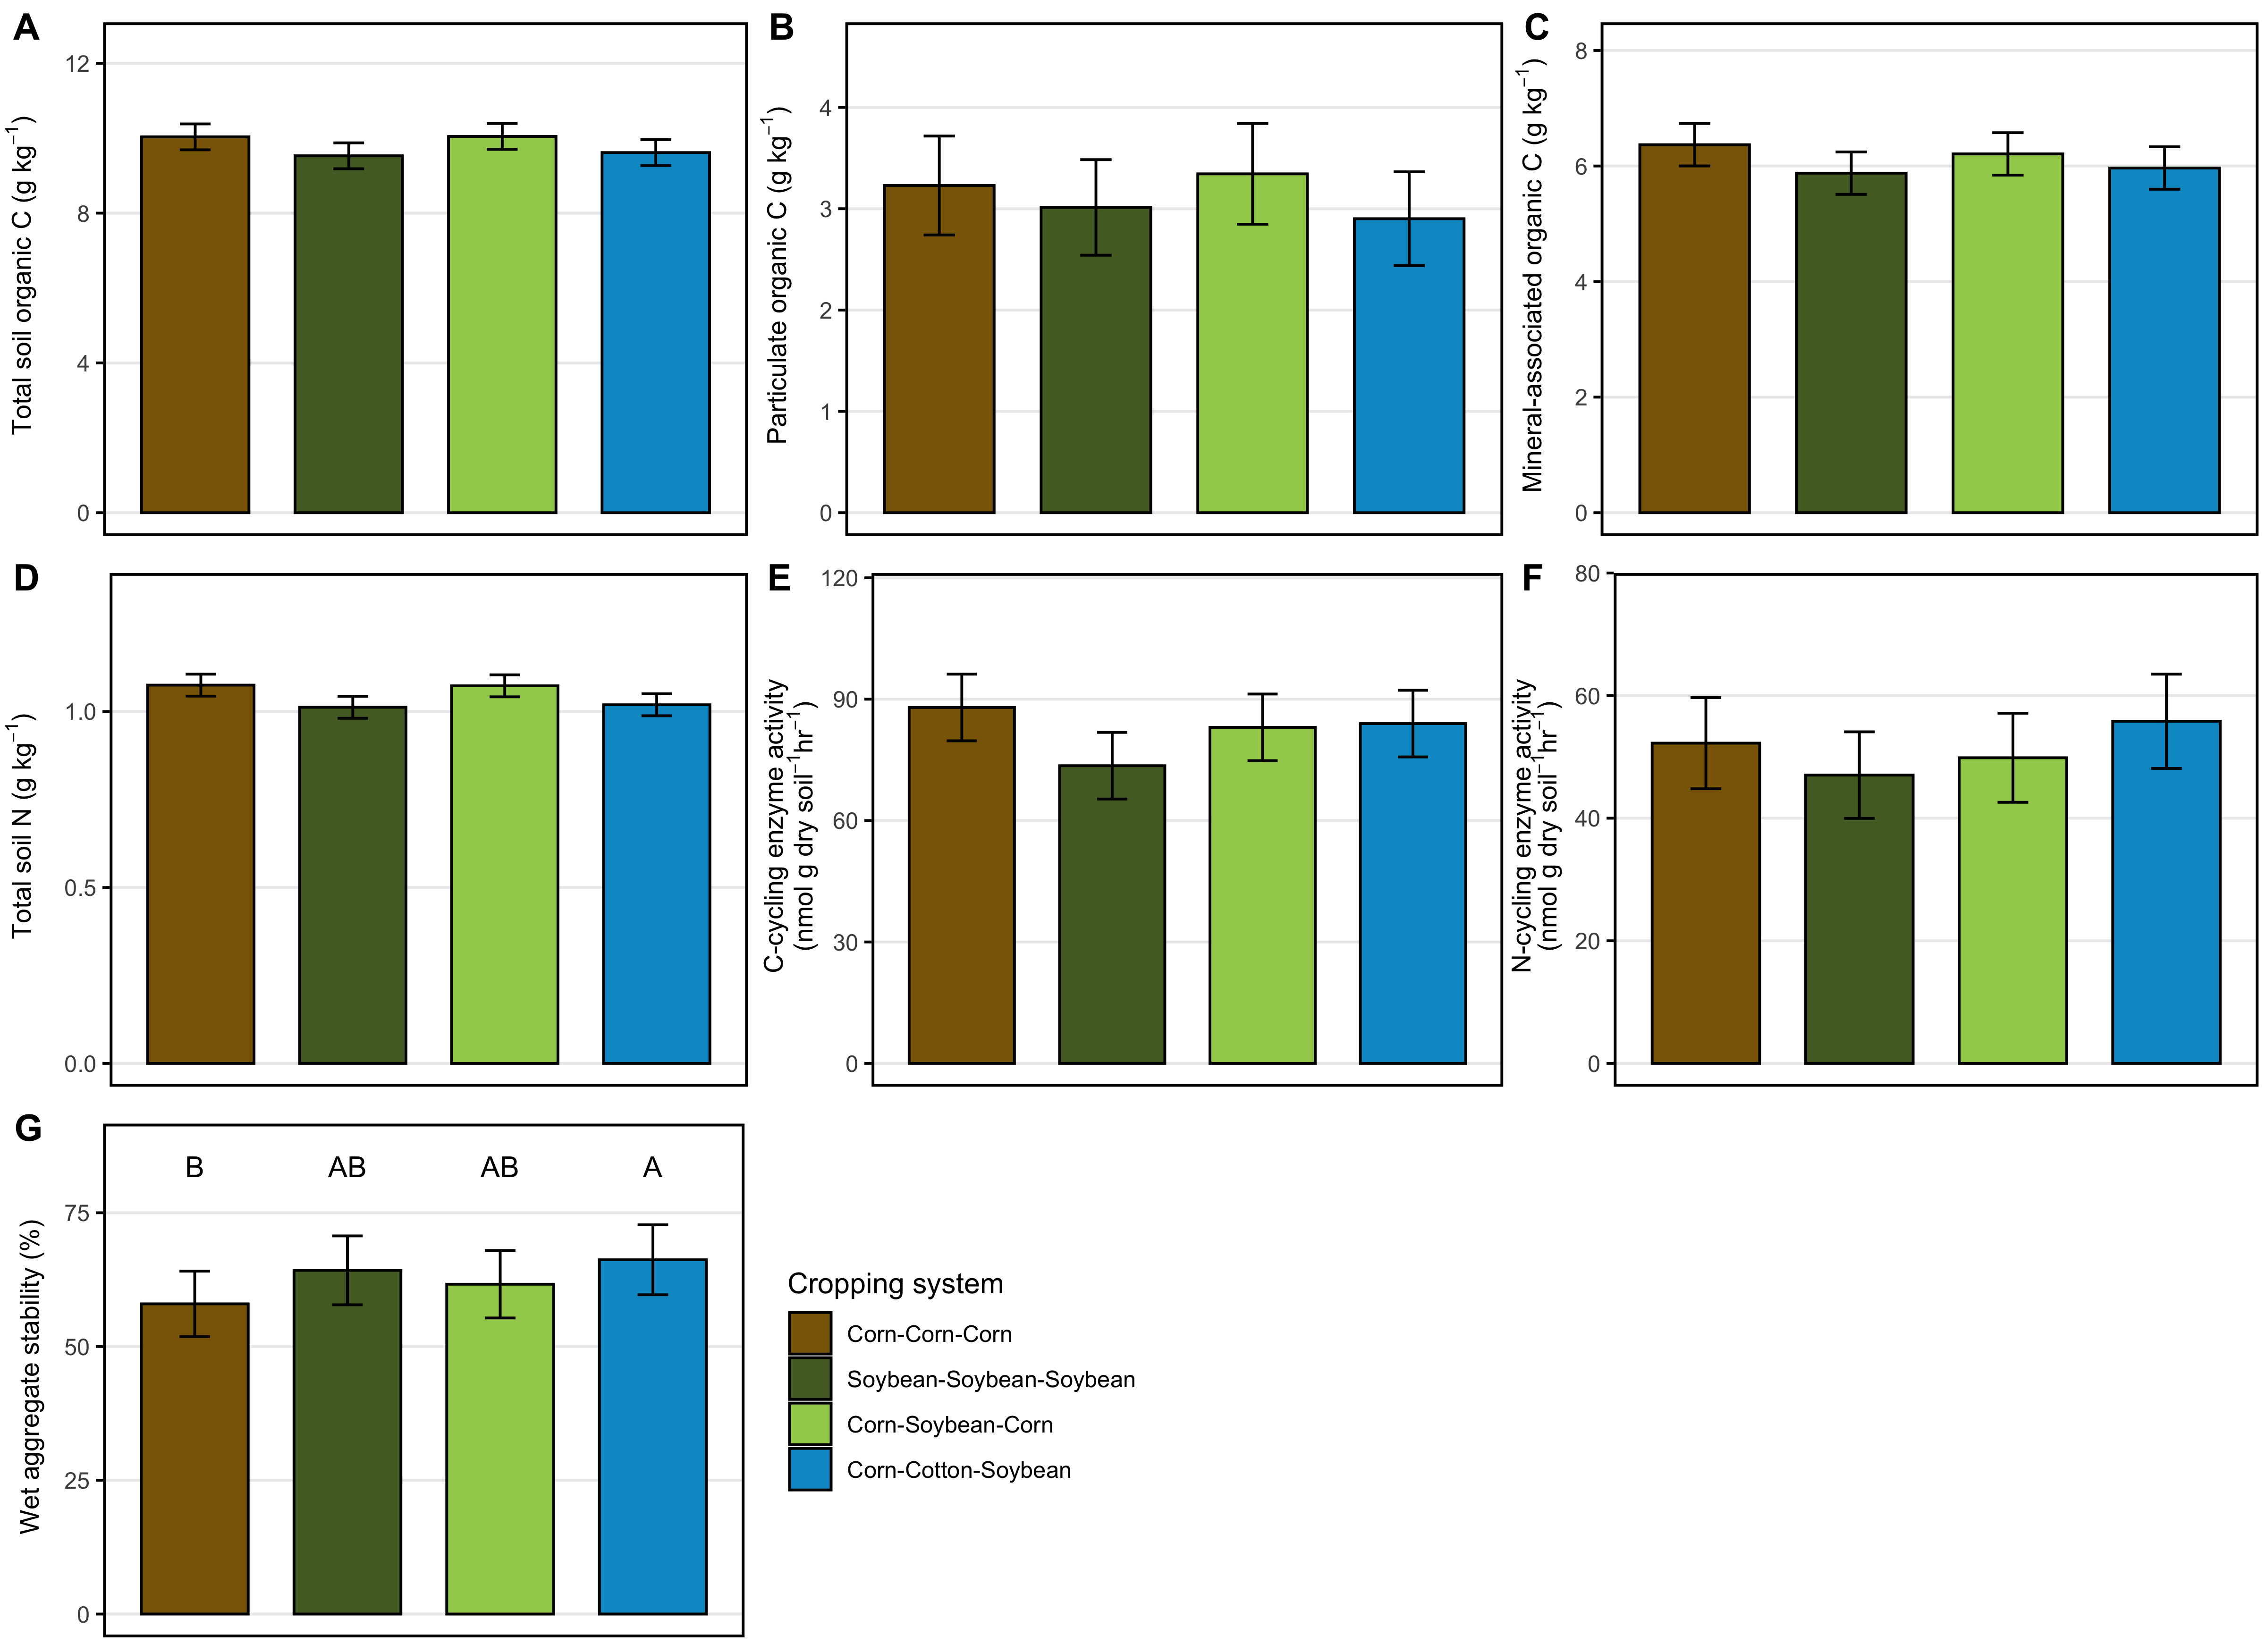 A
Total soil organic C (g kg⁻¹)
12
8
4
0
B
Particulate organic C (g kg⁻¹)
4
3
2
1
0
C
Mineral-associated organic C (g kg⁻¹)
8
6
4
2
0
D
Total soil N (g kg⁻¹)
1.0
0.5
0.0
E
C-cycling enzyme activity
(nmol g dry soil⁻¹hr⁻¹)
120
90
60
30
0
F
N-cycling enzyme activity
(nmol g dry soil⁻¹hr⁻¹)
80
60
40
20
0
G
Wet aggregate stability (%)
B AB AB A
75
50
25
0
Cropping system
Corn-Corn-Corn
Soybean-Soybean-Soybean
Corn-Soybean-Corn
Corn-Cotton-Soybean